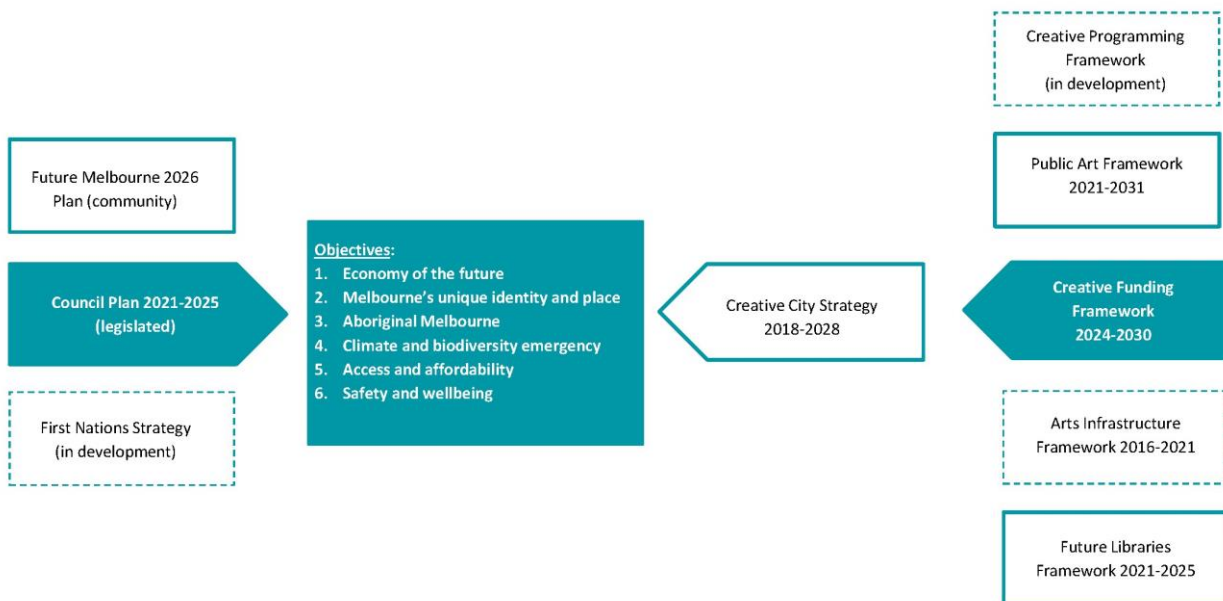 Future Melbourne 2026
Plan (community)
Council Plan 2021-2025
(legislated)
First Nations Strategy
(in development)
Objectives:
1. Economy of the future
2. Melbourne's unique identity and place
3. Aboriginal Melbourne
4. Climate and biodiversity emergency
5. Access and affordability
6. Safety and wellbeing
Creative City Strategy
2018-2028
Creative Programming
Framework
(in development)
Public Art Framework
2021-2031
Creative Funding
Framework
2024-2030
Arts Infrastructure
Framework 2016-2021
Future Libraries
Framework 2021-2025